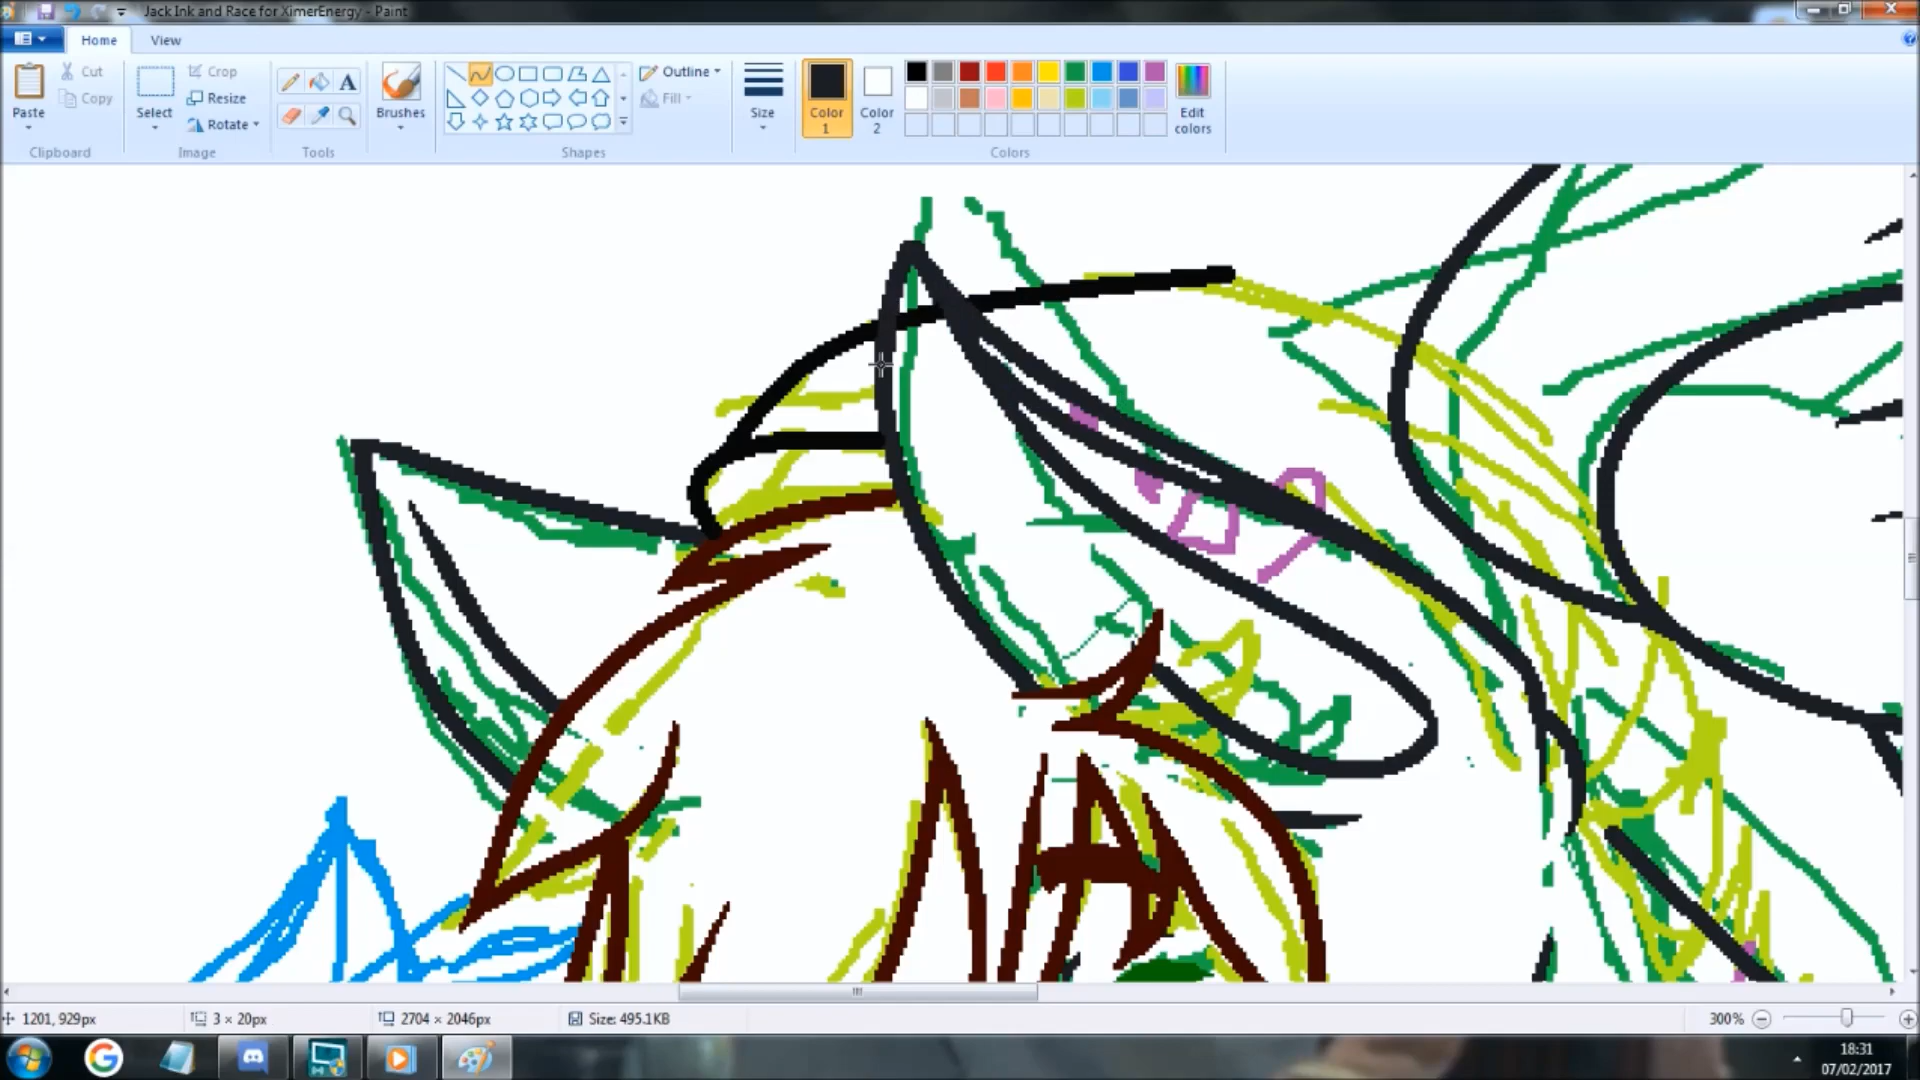 Jack Ink and Race for XimerEnergy - Paint
Home View
Paste
Cut
Copy
Clipboard
Select
Crop
Resize
Rotate
Image
Tools
Brushes
Shapes
Outline
Fill
Size
Color 1
Color 2
Colors
Edit colors
1201, 929px
3 × 20px
2704 × 2046px
Size: 495.1KB
300%
18:31
07/02/2017